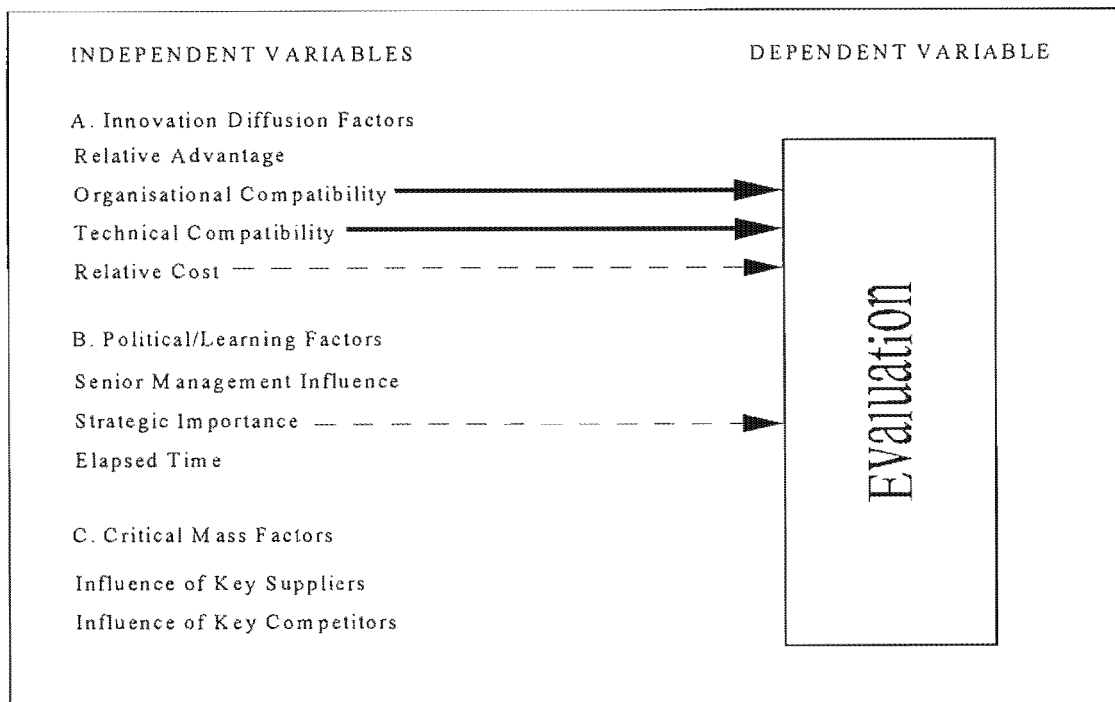 INDEPENDENT VARIABLES
DEPENDENT VARIABLE
A. Innovation Diffusion Factors
Relative Advantage
Organisational Compatibility
Technical Compatibility
Relative Cost
B. Political/Learning Factors
Senior Management Influence
Strategic Importance
Elapsed Time
C. Critical Mass Factors
Influence of Key Suppliers
Influence of Key Competitors
Evaluation